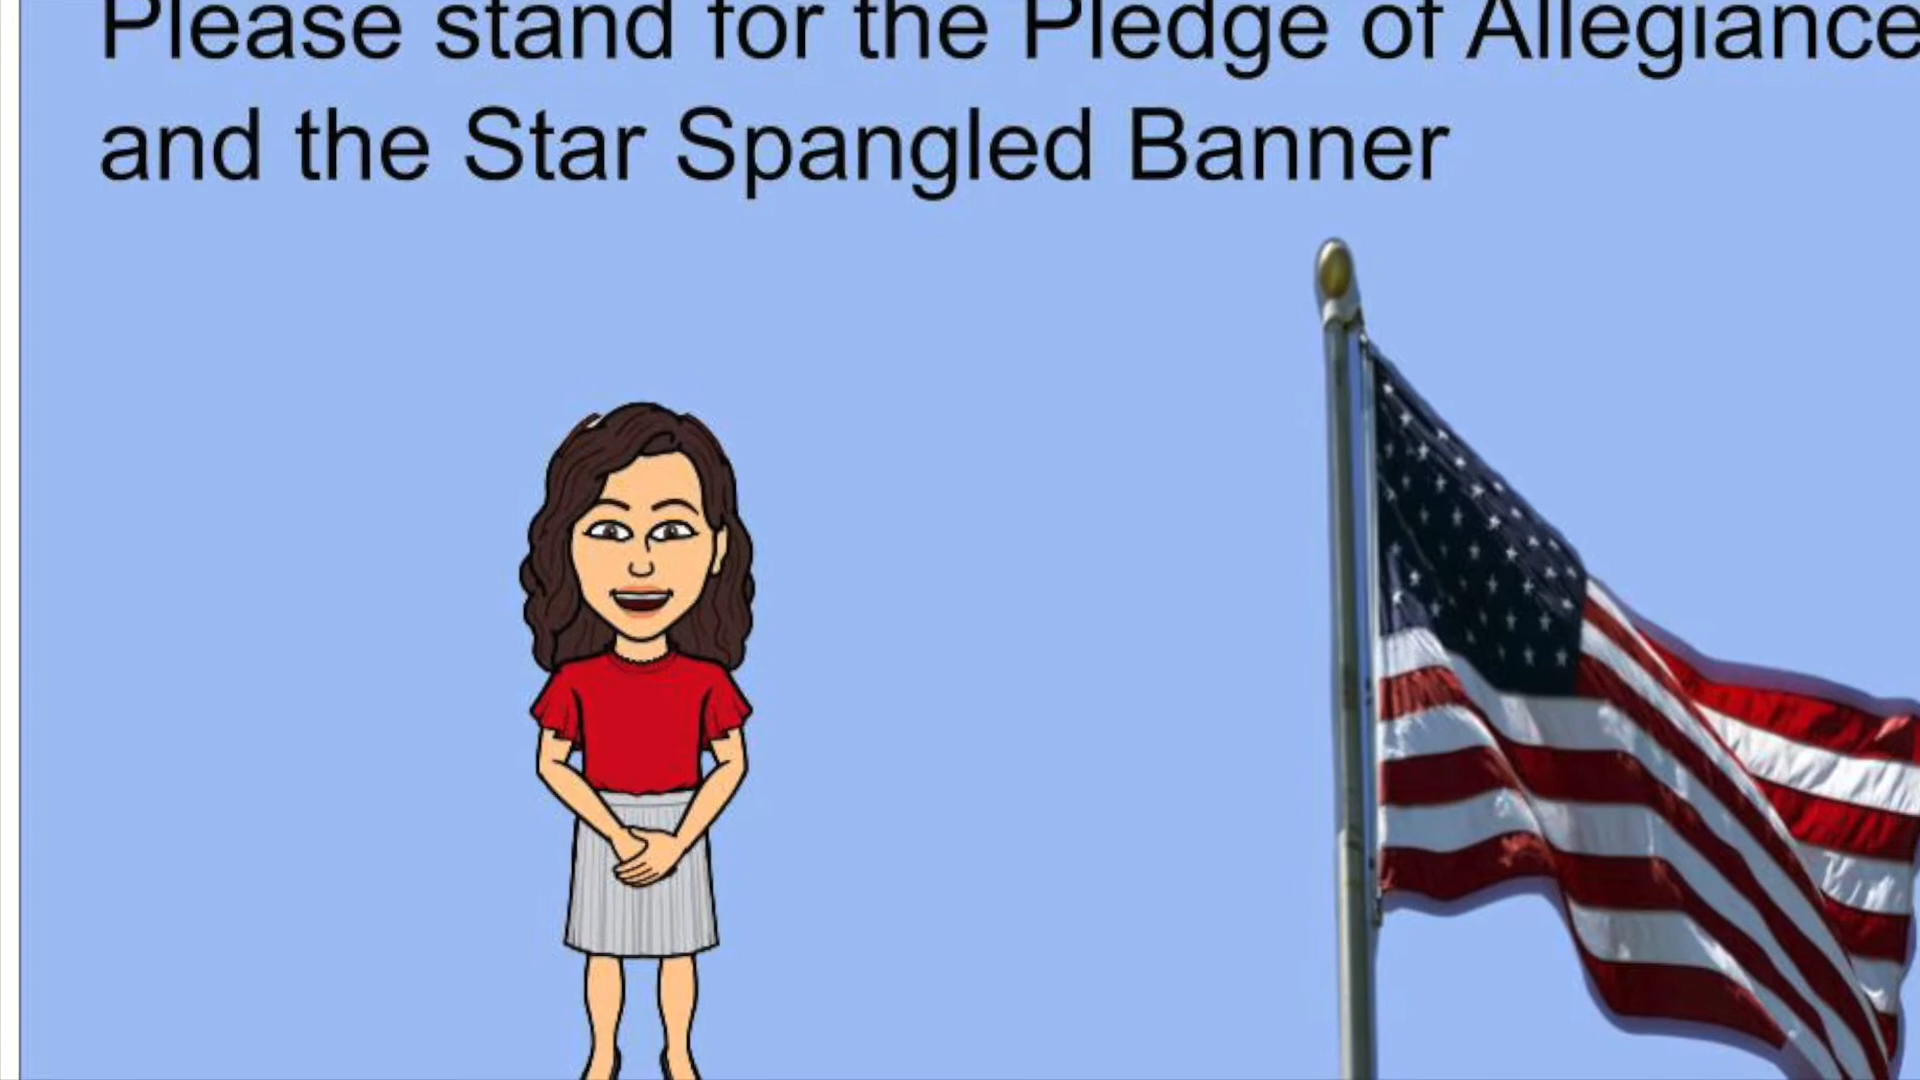 Please stand for the Pledge of Allegiance
and the Star Spangled Banner